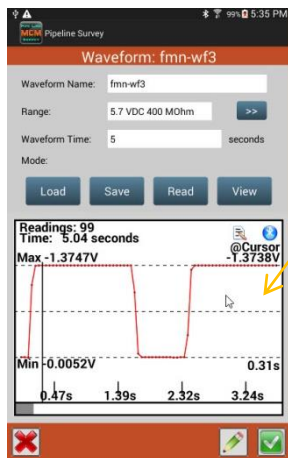 99% 5:35 PM
MCM Pipeline Survey
Waveform: fmn-wf3
Waveform Name: fmn-wf3
Range: 5.7 VDC 400 MOhm >>
Waveform Time: 5 seconds
Mode:
Load Save Read View
Readings: 99
Time: 5.04 seconds
@Cursor
Max -1.3747V -1.3738V
Min -0.0052V 0.31s
0.47s 1.39s 2.32s 3.24s